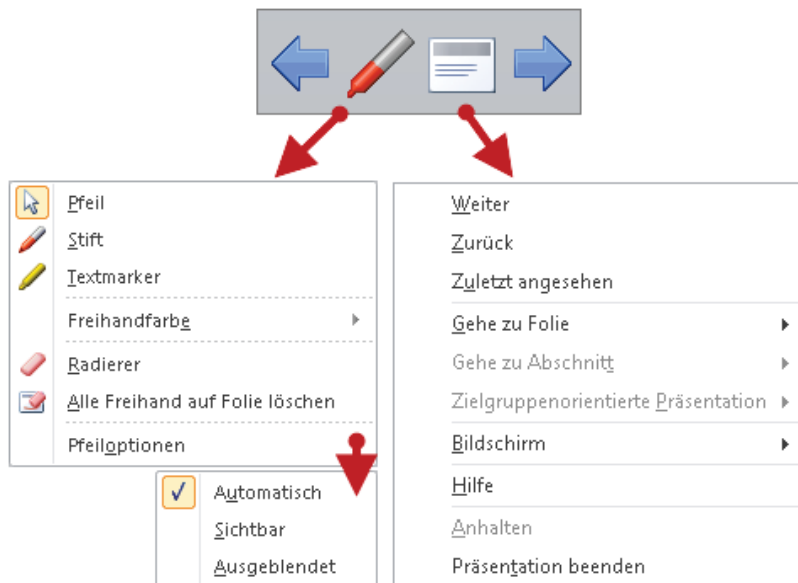 Pfeil
Stift
Textmarker
Freihandfarbe
Radierer
Alle Freihand auf Folie löschen
Pfeiloptionen
Automatisch
Sichtbar
Ausgeblendet
Weiter
Zurück
Zuletzt angesehen
Gehe zu Folie
Gehe zu Abschnitt
Zielgruppenorientierte Präsentation
Bildschirm
Hilfe
Anhalten
Präsentation beenden